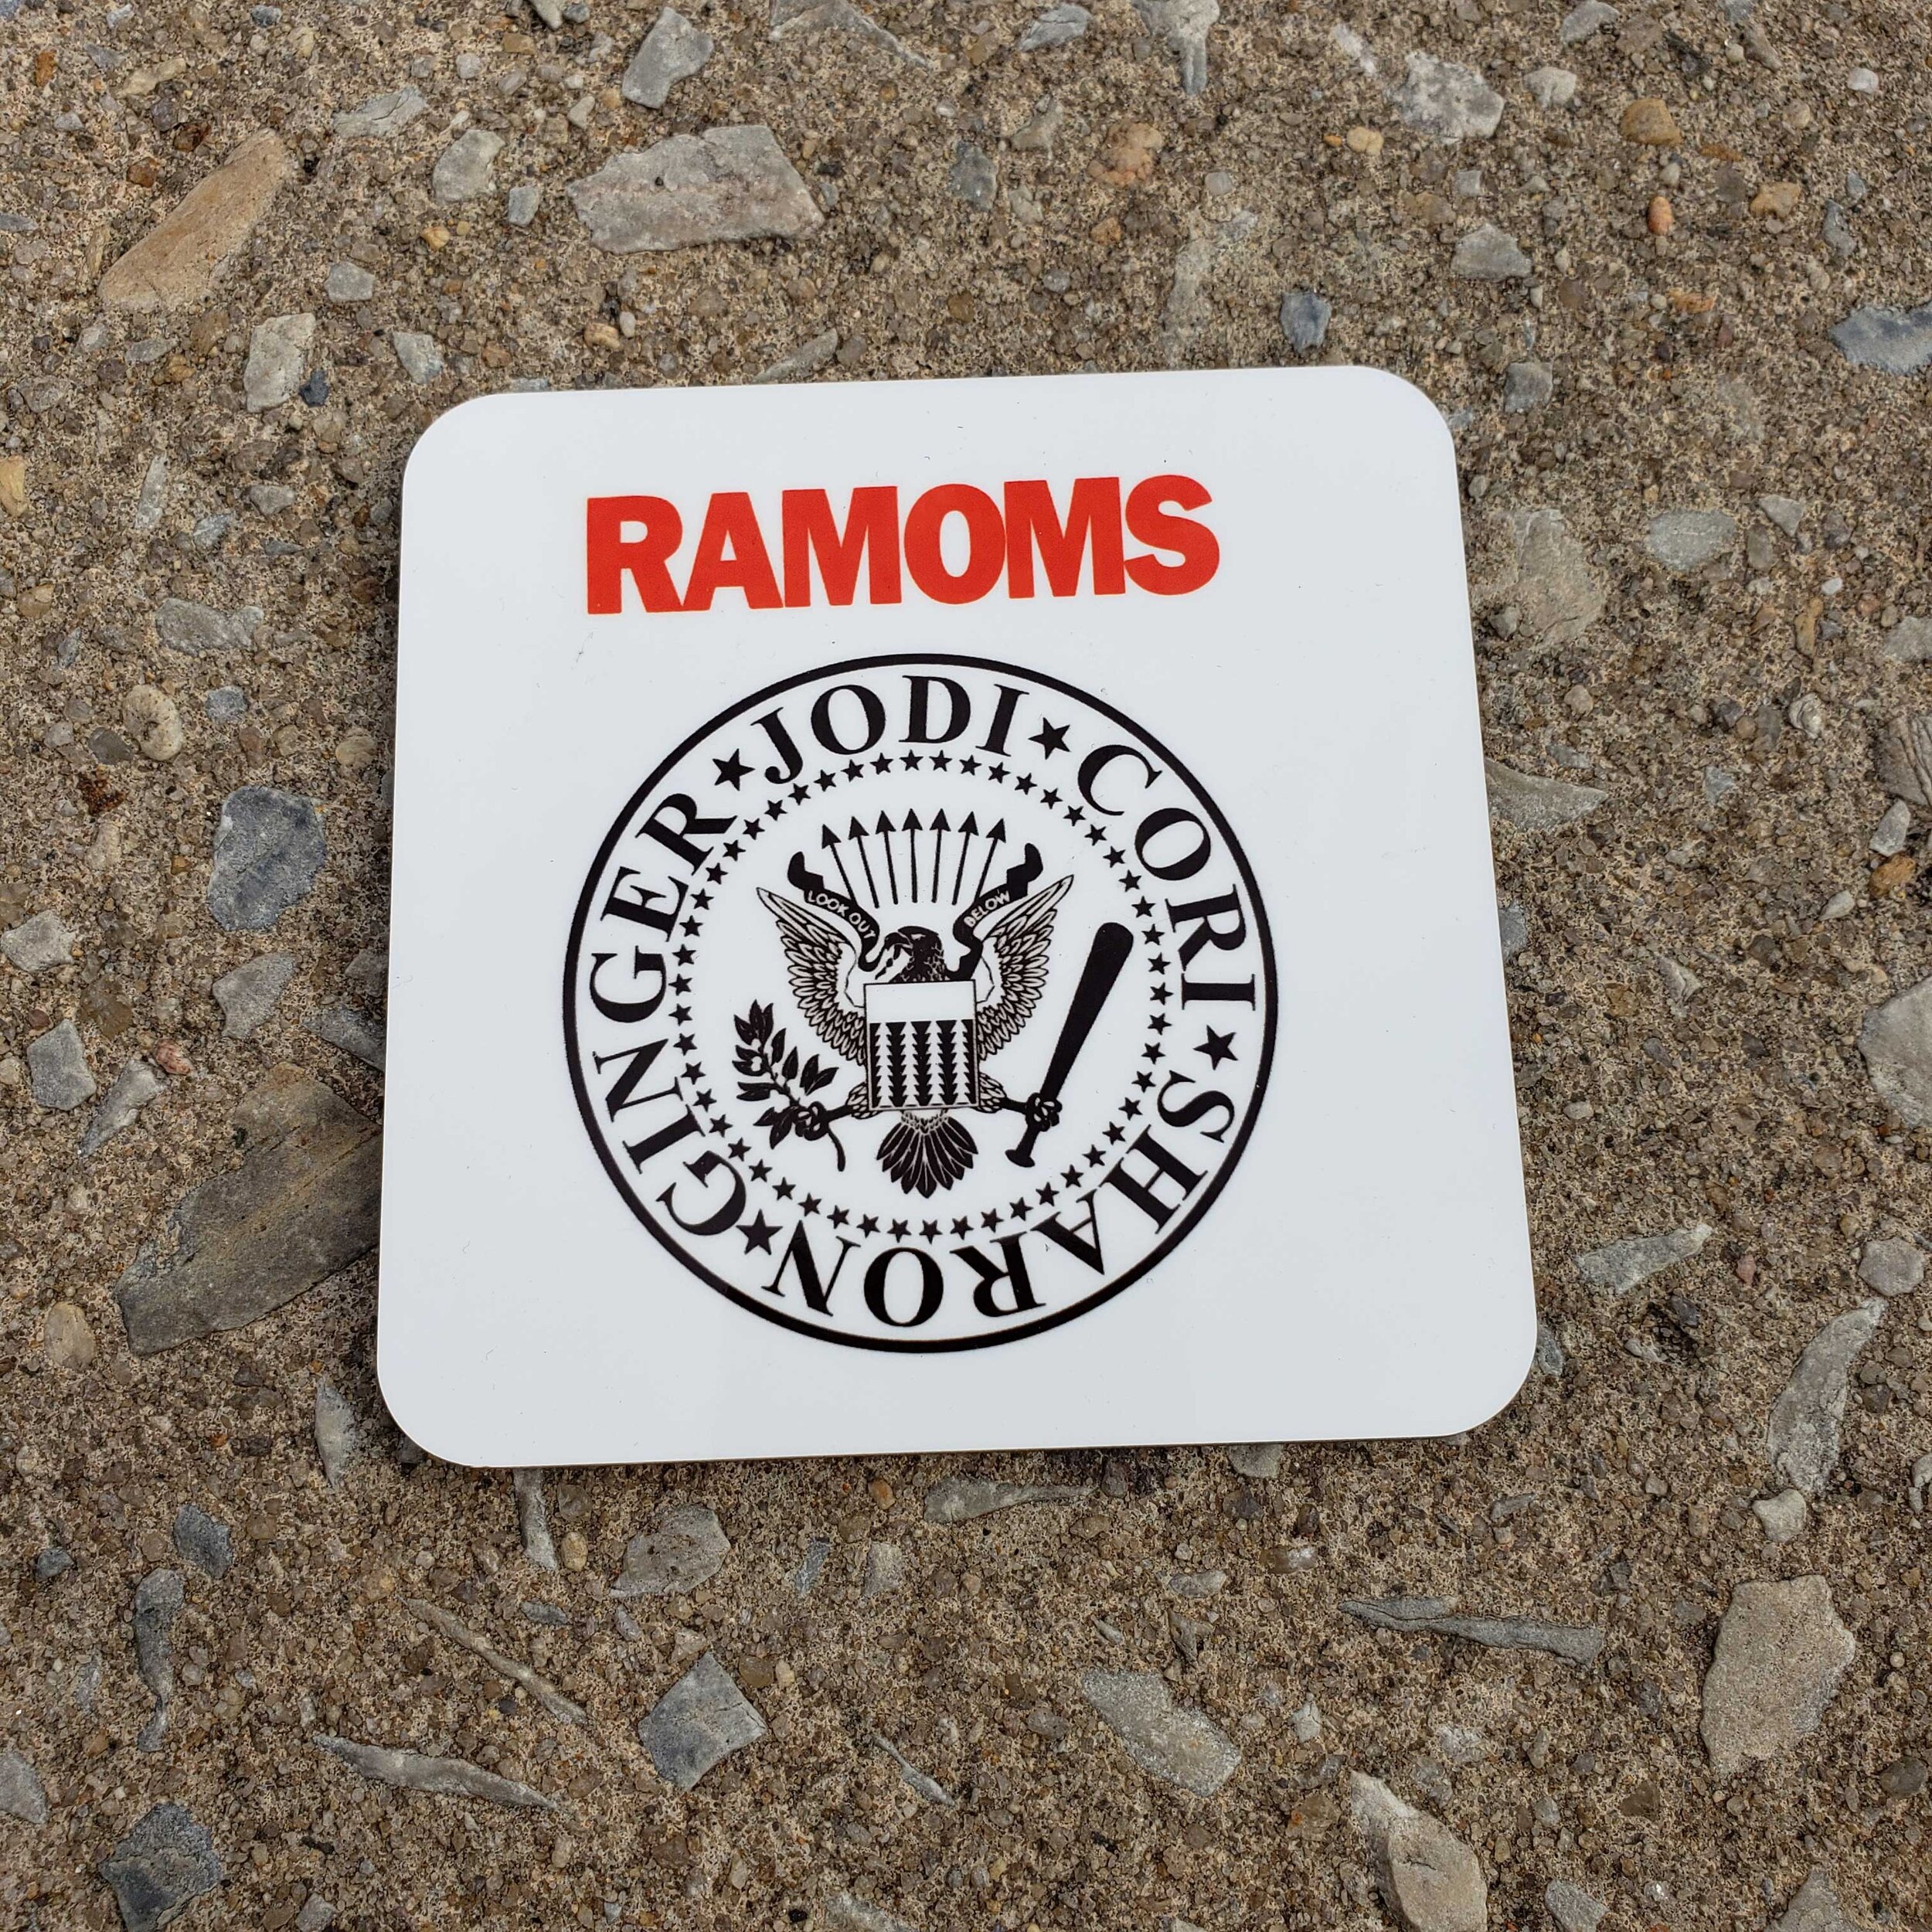 RAMOMS
JODI★CORI★SHARON★GINGER★
LOOK OUT BELOW